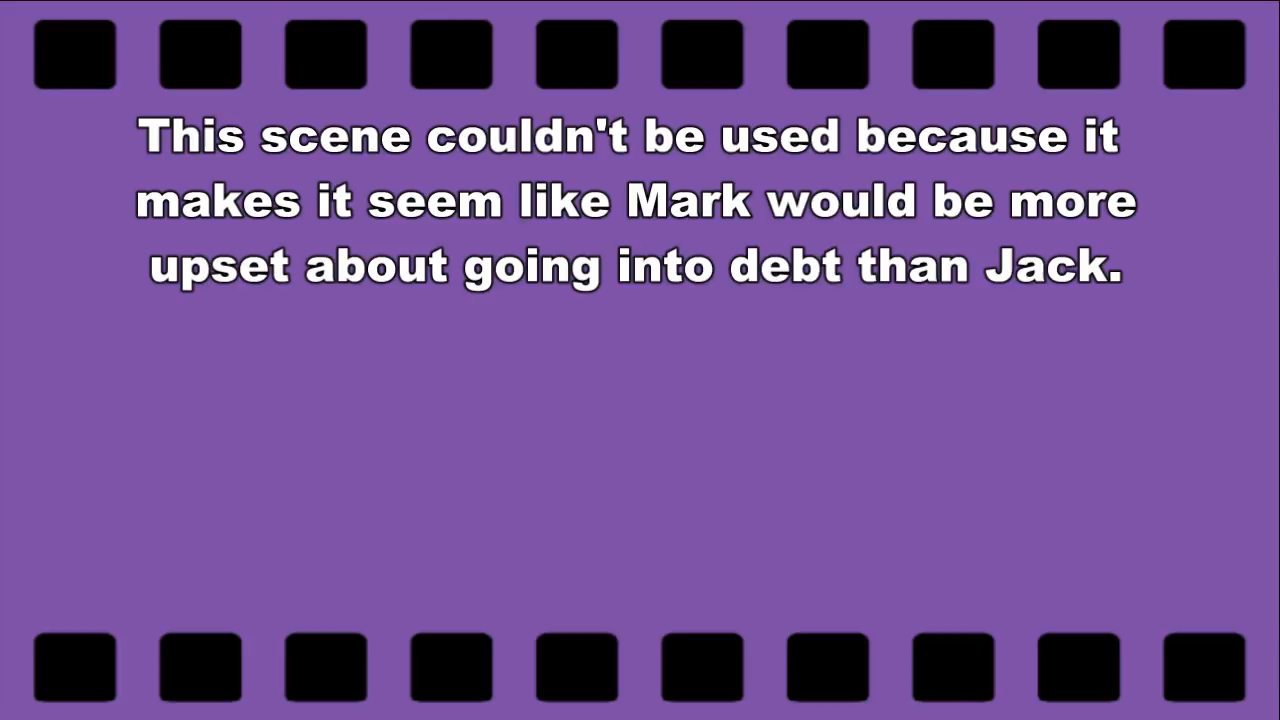 This scene couldn't be used because it
makes it seem like Mark would be more
upset about going into debt than Jack.